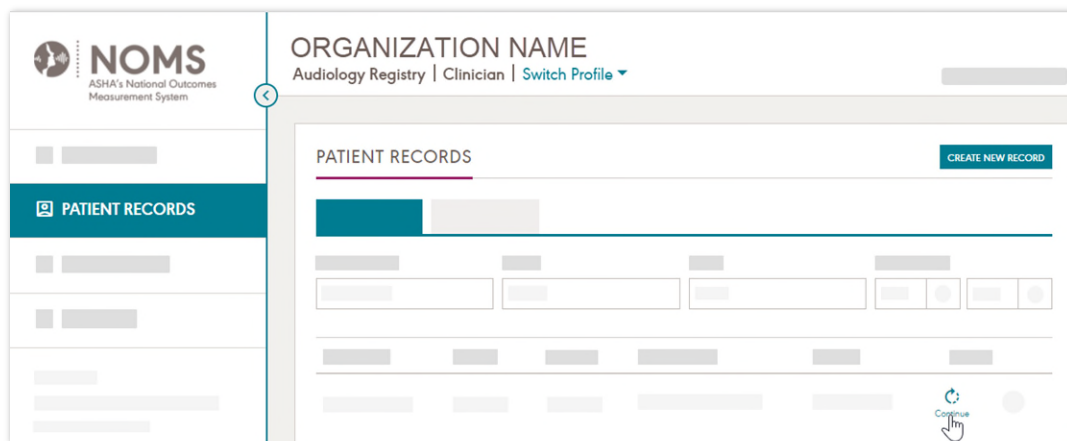 NOMS
ASHA's National Outcomes
Measurement System
ORGANIZATION NAME
Audiology Registry | Clinician | Switch Profile
PATIENT RECORDS
PATIENT RECORDS
CREATE NEW RECORD
Continue